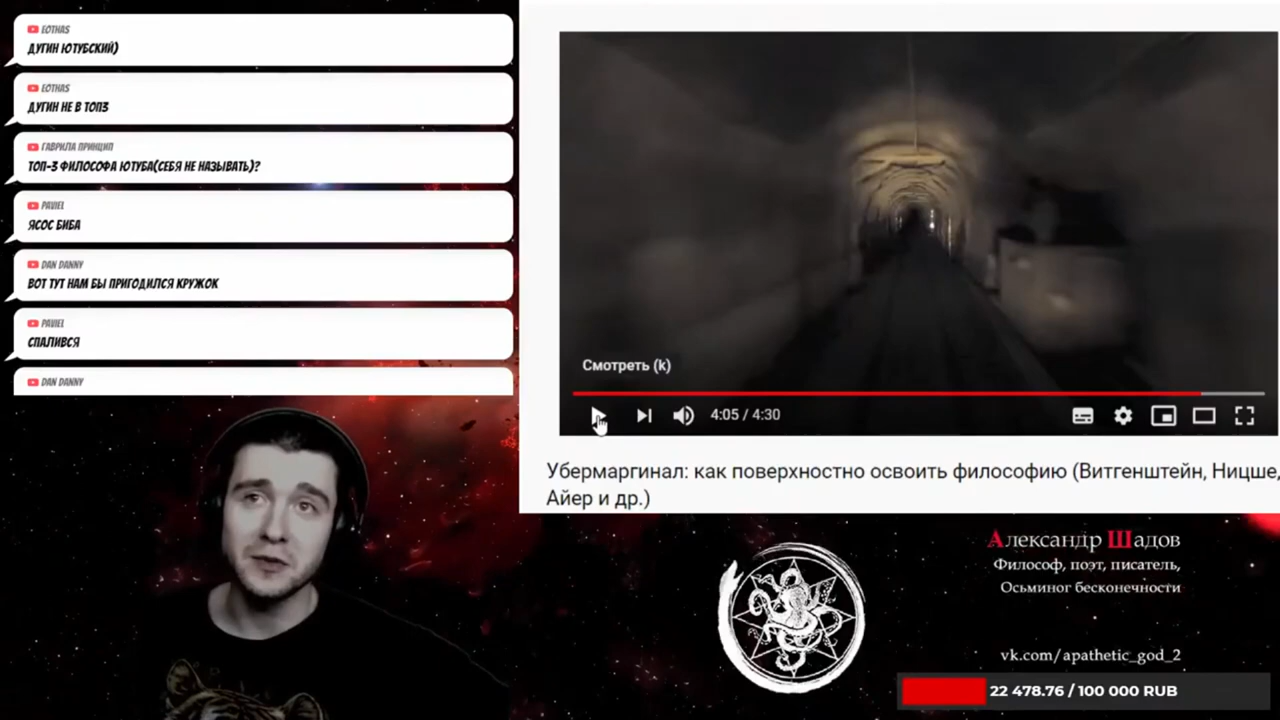 EOTHAS
ДУГИН ЮТУБСКИЙ)
EOTHAS
ДУГИН НЕ В ТОП3
ГАВРИЛА ПРИНЦИП
ТОП-3 ФИЛОСОФА ЮТУБА(СЕБЯ НЕ НАЗЫВАТЬ)?
PAVIEL
ЯСОС БИБА
DAN DANNY
ВОТ ТУТ НАМ БЫ ПРИГОДИЛСЯ КРУЖОК
PAVIEL
СПАЛИВСЯ
DAN DANNY
Смотреть (k)
4:05 / 4:30
Убермаргинал: как поверхностно освоить философию (Витгенштейн, Ницше,
Айер и др.)
Александр Шадов
Философ, поэт, писатель,
Осьминог бесконечности
vk.com/apathetic_god_2
22 478.76 / 100 000 RUB